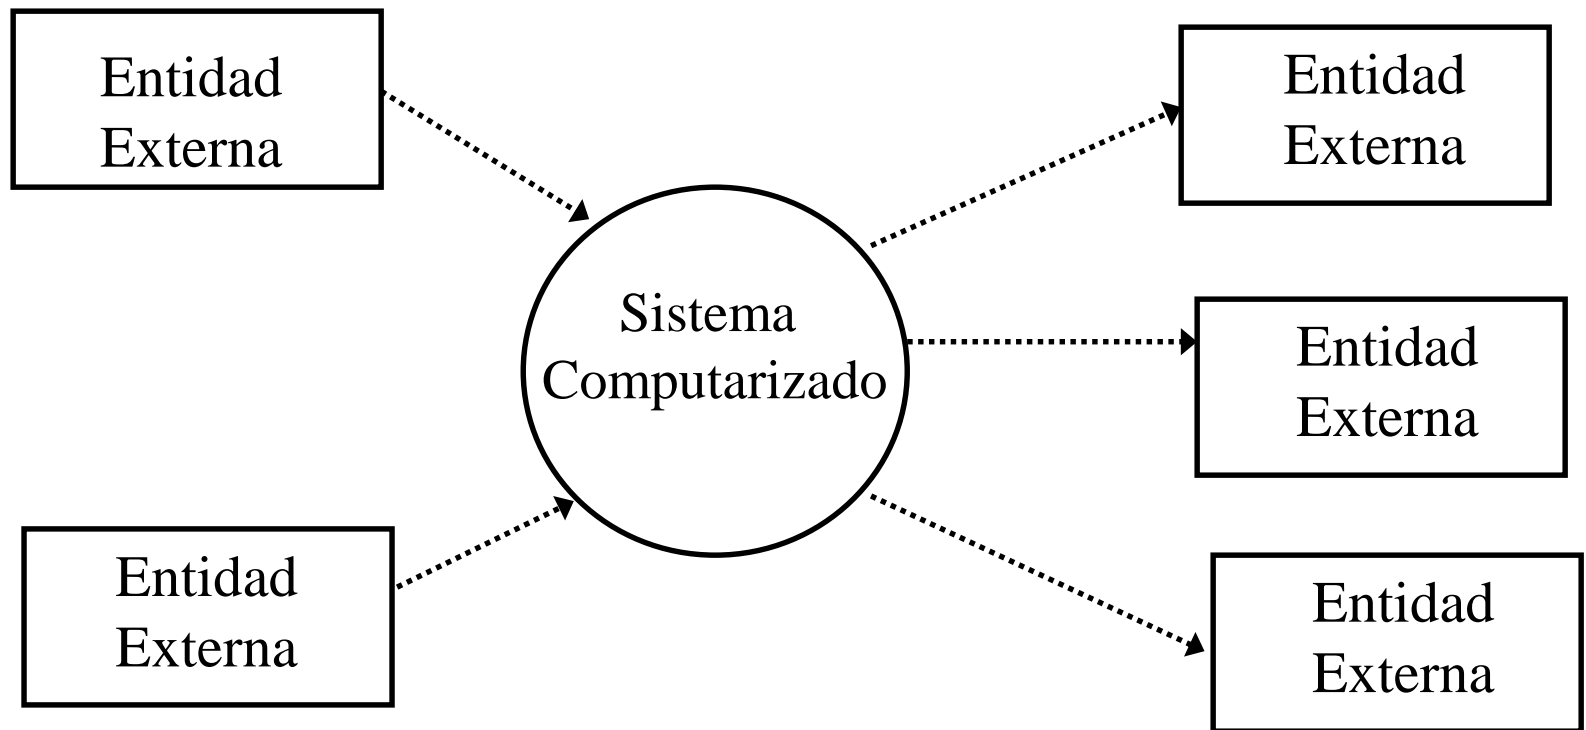 Entidad
Externa
Entidad
Externa
Sistema
Computarizado
Entidad
Externa
Entidad
Externa
Entidad
Externa